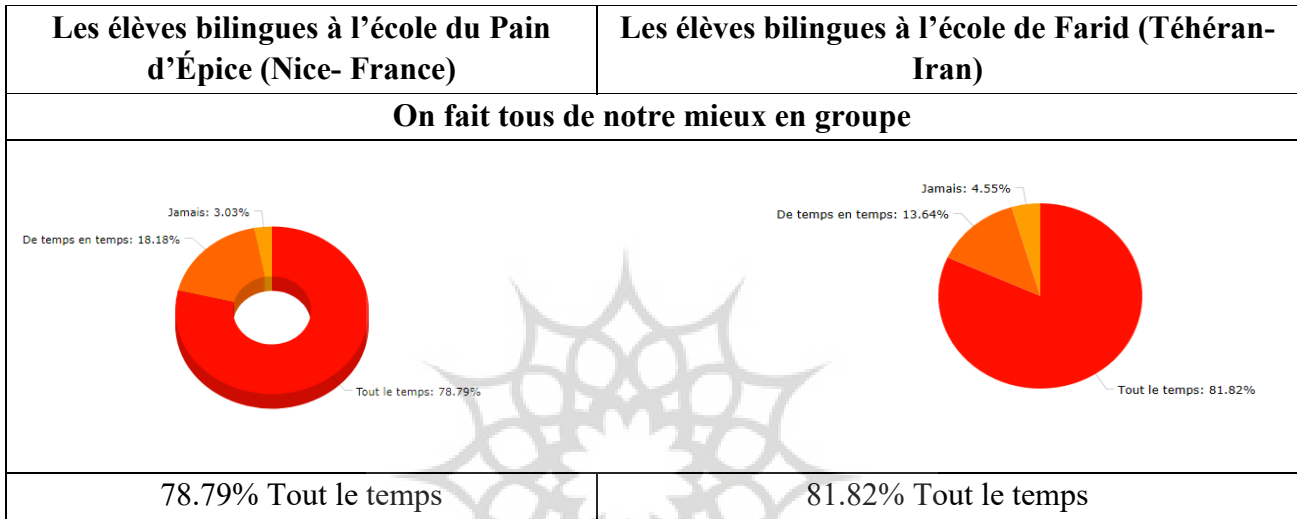 Les élèves bilingues à l’école du Pain
d’Épice (Nice- France)
Les élèves bilingues à l’école de Farid (Téhéran-
Iran)
On fait tous de notre mieux en groupe
Jamais: 3.03%
De temps en temps: 18.18%
Tout le temps: 78.79%
Jamais: 4.55%
De temps en temps: 13.64%
Tout le temps: 81.82%
78.79% Tout le temps
81.82% Tout le temps